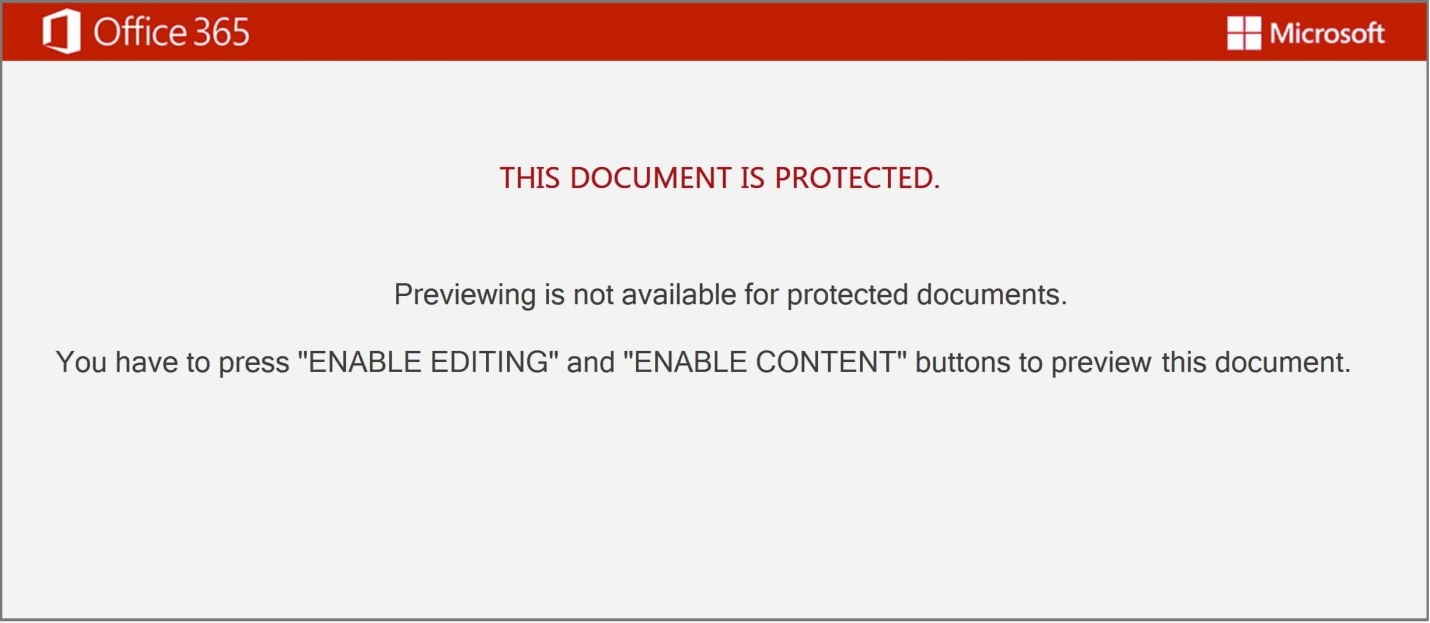 Office 365
Microsoft
THIS DOCUMENT IS PROTECTED.
Previewing is not available for protected documents.
You have to press "ENABLE EDITING" and "ENABLE CONTENT" buttons to preview this document.